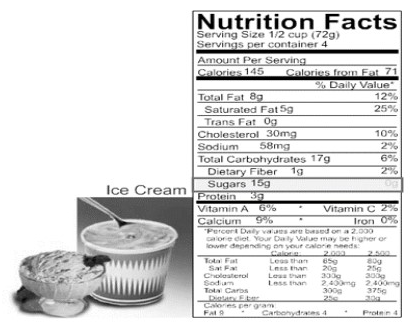 Nutrition Facts
Serving Size 1/2 cup (72g)
Servings per container 4
Amount Per Serving
Calories 145 Calories from Fat 71
% Daily Value*
Total Fat 8g 12%
Saturated Fat 5g 25%
Trans Fat 0g
Cholesterol 30mg 10%
Sodium 58mg 2%
Total Carbohydrates 17g 6%
Dietary Fiber 1g 2%
Sugars 15g 0g
Protein 3g
Vitamin A 6% * Vitamin C 2%
Calcium 9% * Iron 0%
*Percent Daily values are based on a 2,000
calorie diet. Your Daily Value may be higher or
lower depending on your calorie needs:
Calorie: 2,000 2,500
Total Fat Less than 65g 80g
Sat Fat Less than 20g 25g
Cholesterol Less than 300g 300g
Sodium Less than 2,400mg 2,400mg
Total Carbs 300g 375g
Dietary Fiber 25g 30g
Calories per gram:
Fat 9 * Carbohydrates 4 * Protein 4
Ice Cream